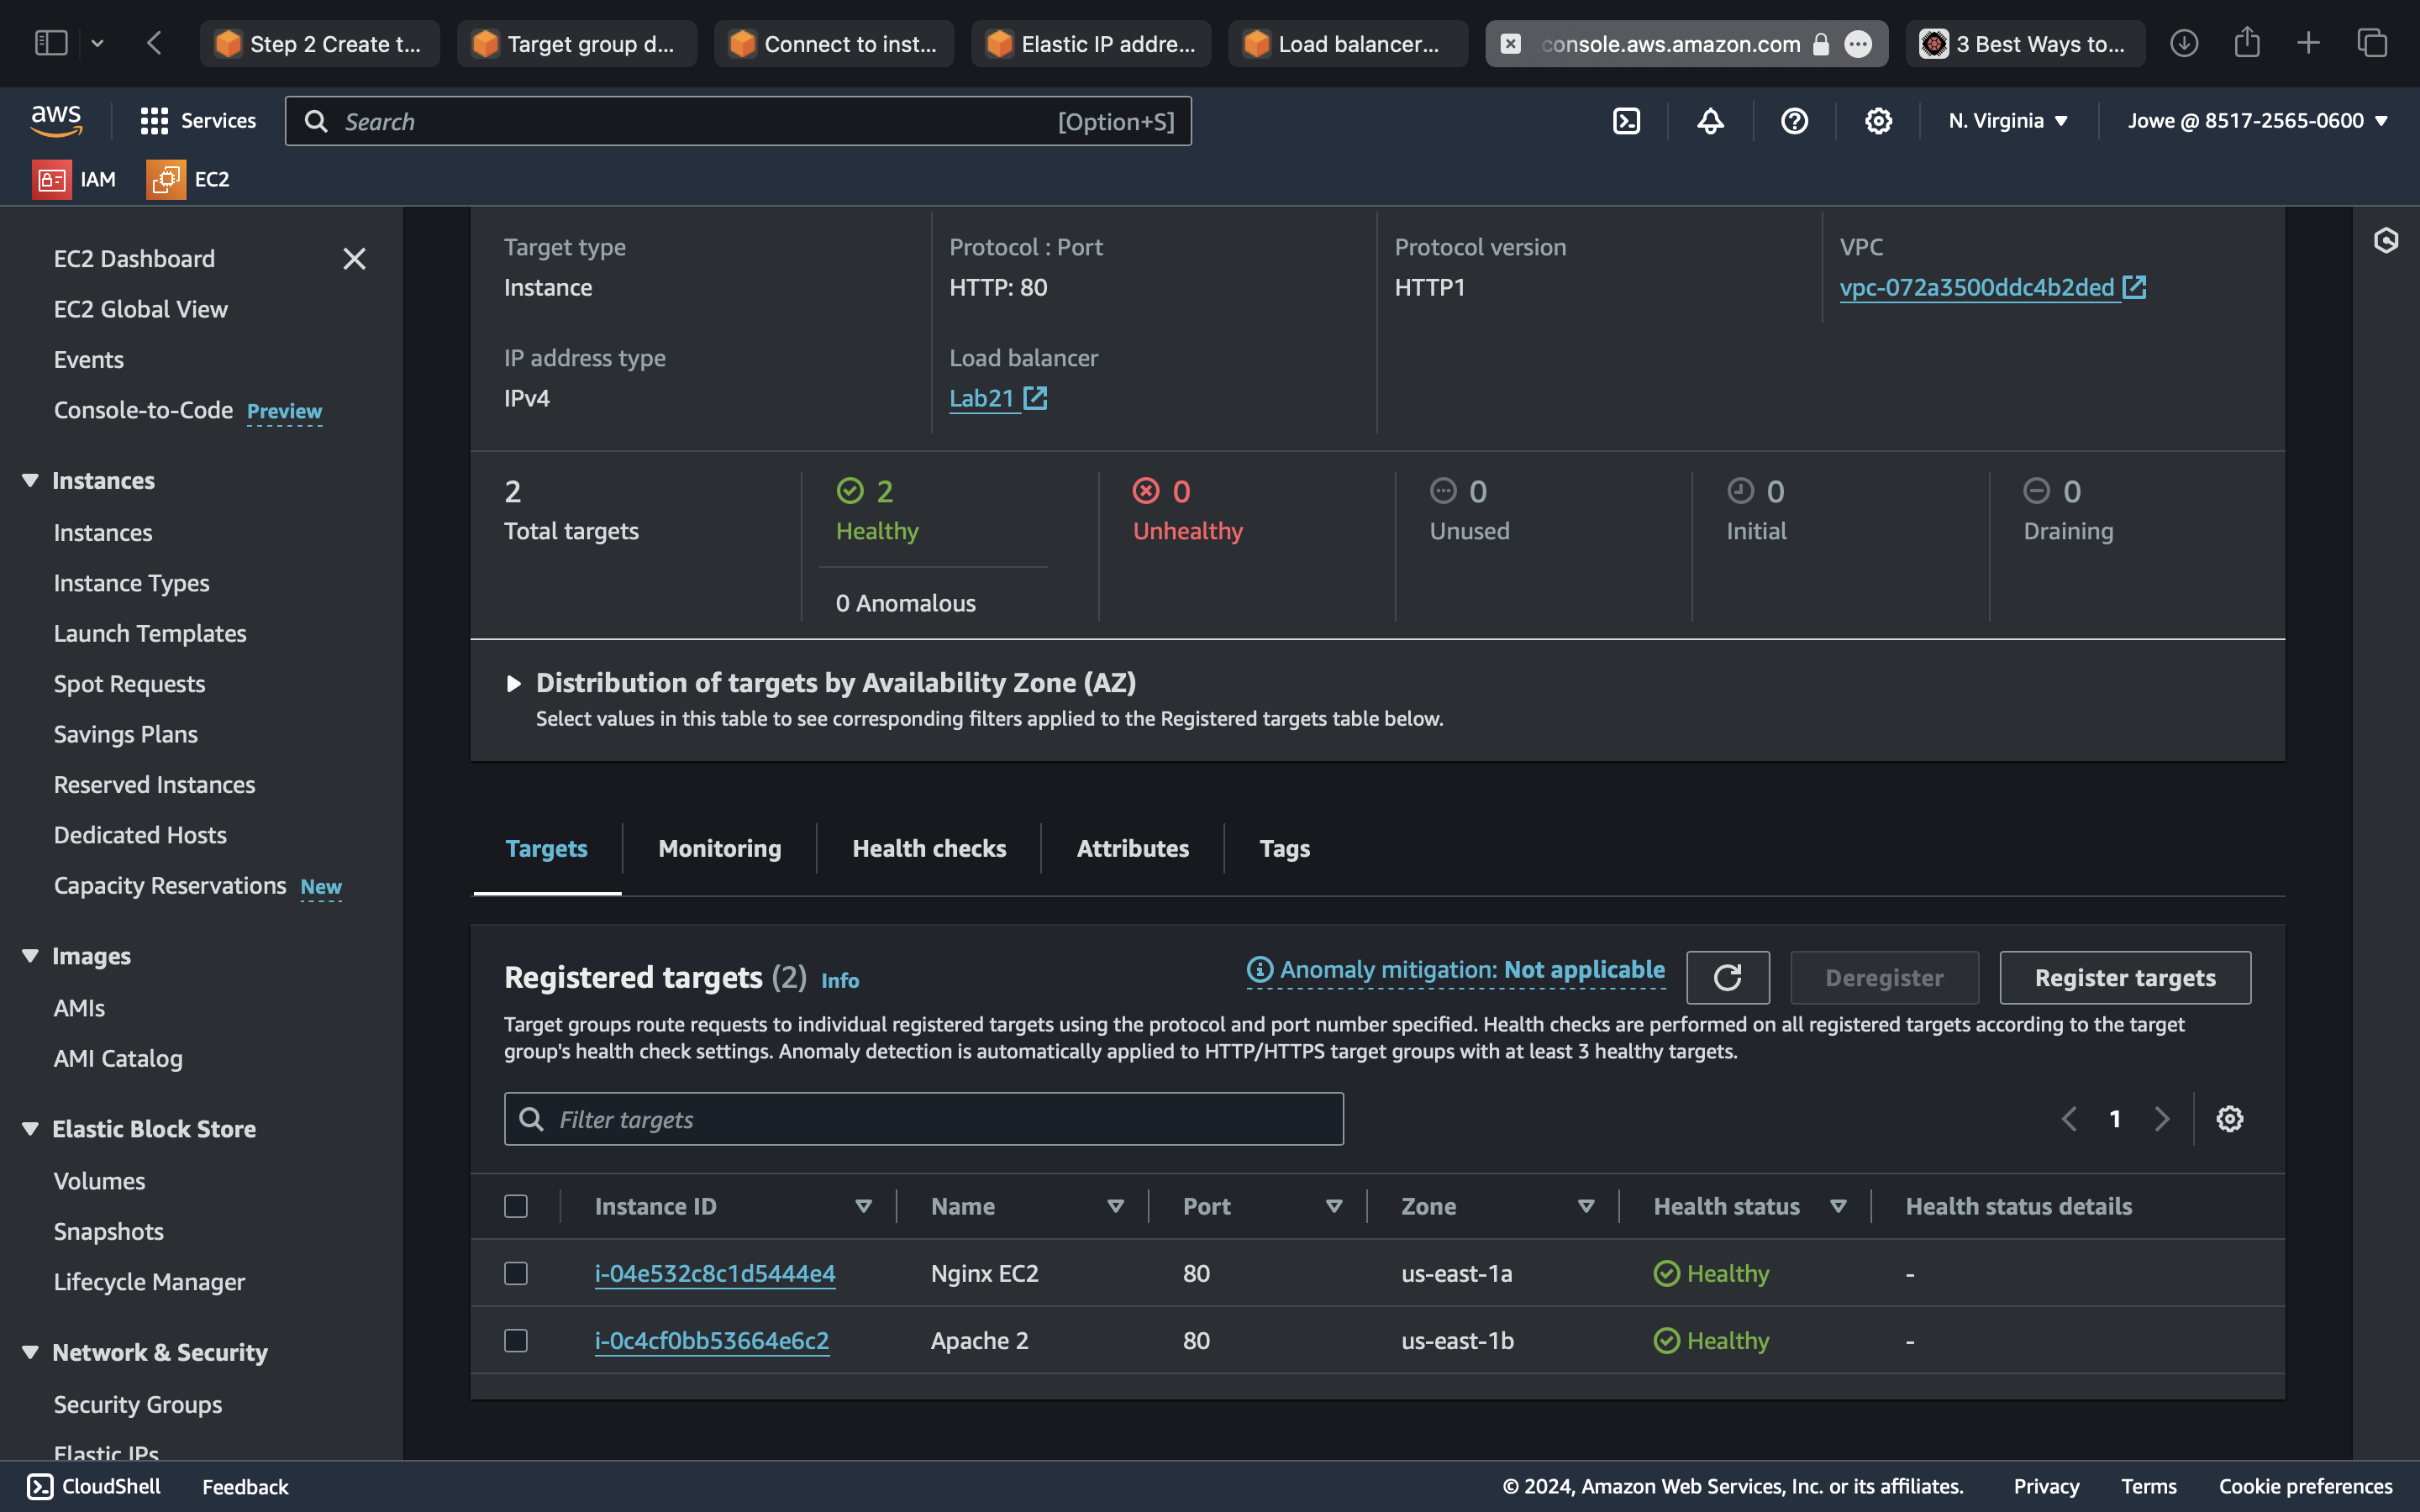 Step 2 Create t...
Target group d...
Connect to inst...
Elastic IP addre...
Load balancer...
console.aws.amazon.com
3 Best Ways to...
aws
Services
Search
[Option+S]
N. Virginia
Jowe @ 8517-2565-0600
IAM
EC2
EC2 Dashboard
EC2 Global View
Events
Console-to-Code Preview
Instances
Instances
Instance Types
Launch Templates
Spot Requests
Savings Plans
Reserved Instances
Dedicated Hosts
Capacity Reservations New
Images
AMIs
AMI Catalog
Elastic Block Store
Volumes
Snapshots
Lifecycle Manager
Network & Security
Security Groups
Elastic IPs
Target type
Instance
Protocol : Port
HTTP: 80
Protocol version
HTTP1
VPC
vpc-072a3500ddc4b2ded
IP address type
IPv4
Load balancer
Lab21
2
Total targets
2
Healthy
0 Anomalous
0
Unhealthy
0
Unused
0
Initial
0
Draining
Distribution of targets by Availability Zone (AZ)
Select values in this table to see corresponding filters applied to the Registered targets table below.
Targets
Monitoring
Health checks
Attributes
Tags
Registered targets (2) Info
Anomaly mitigation: Not applicable
Deregister
Register targets
Target groups route requests to individual registered targets using the protocol and port number specified. Health checks are performed on all registered targets according to the target
group's health check settings. Anomaly detection is automatically applied to HTTP/HTTPS target groups with at least 3 healthy targets.
Filter targets
1
Instance ID Name Port Zone Health status Health status details
i-04e532c8c1d5444e4 Nginx EC2 80 us-east-1a Healthy -
i-0c4cf0bb53664e6c2 Apache 2 80 us-east-1b Healthy -
CloudShell
Feedback
© 2024, Amazon Web Services, Inc. or its affiliates.
Privacy
Terms
Cookie preferences